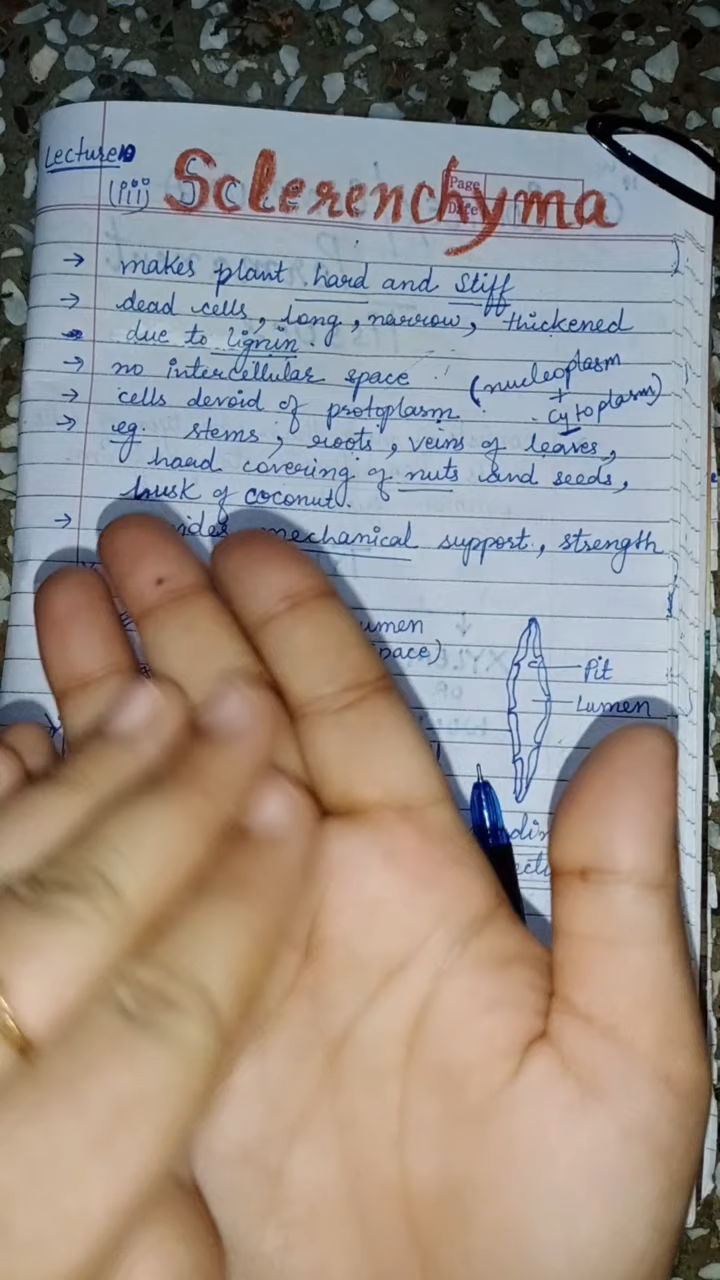 Lecture 10
(iii) Sclerenchyma
Page
Date
→ makes plant hard and stiff
→ dead cells, long, narrow, thickened
due to lignin.
→ no intercellular space
→ cells devoid of protoplasm (nucleoplasm
+
cytoplasm)
→ eg. stems, roots, veins of leaves,
hard covering of nuts and seeds,
husk of coconut.
→ mechanical support, strength
Pit
Lumen